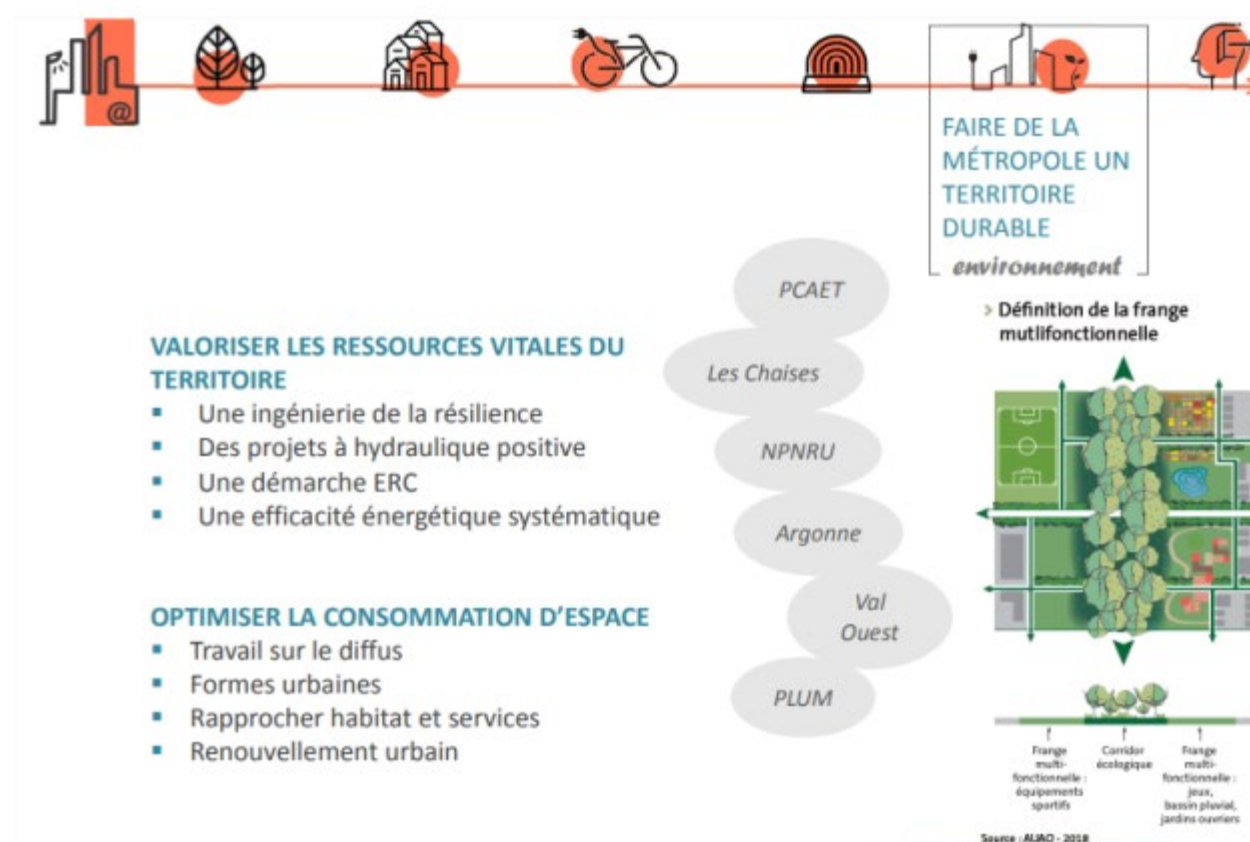 @
FAIRE DE LA
MÉTROPOLE UN
TERRITOIRE
DURABLE
environnement
VALORISER LES RESSOURCES VITALES DU
TERRITOIRE
▪ Une ingénierie de la résilience
▪ Des projets à hydraulique positive
▪ Une démarche ERC
▪ Une efficacité énergétique systématique
OPTIMISER LA CONSOMMATION D’ESPACE
▪ Travail sur le diffus
▪ Formes urbaines
▪ Rapprocher habitat et services
▪ Renouvellement urbain
PCAET
Les Chaises
NPNRU
Argonne
Val
Ouest
PLUM
> Définition de la frange
mutlifonctionnelle
Frange
multi-
fonctionnelle :
équipements
sportifs
Corridor
écologique
Frange
multi-
fonctionnelle :
jeux,
bassin pluvial,
jardins ouvriers
Source : AUAO - 2018